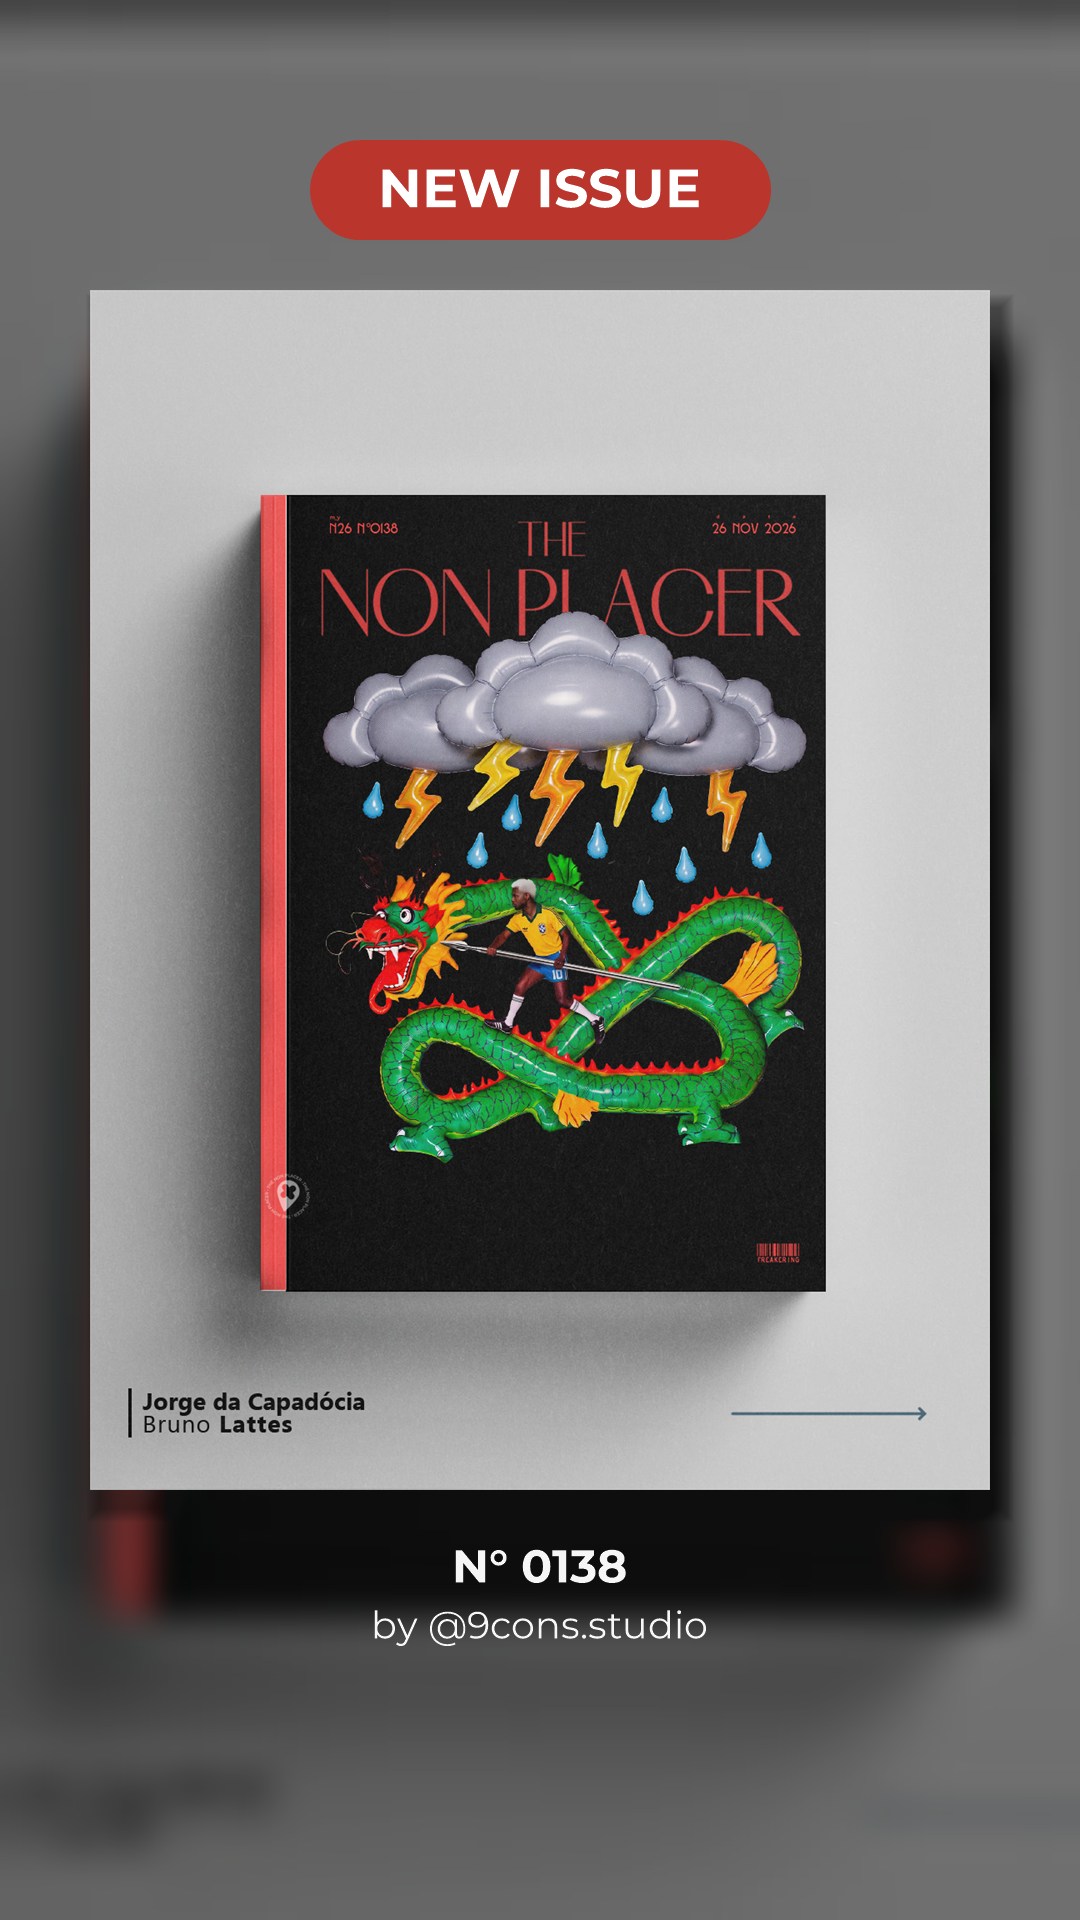 NEW ISSUE
N26 Nº0138
26 NOV 2026
THE
NON PLACER
10
Jorge da Capadócia
Bruno Lattes
N° 0138
by @9cons.studio